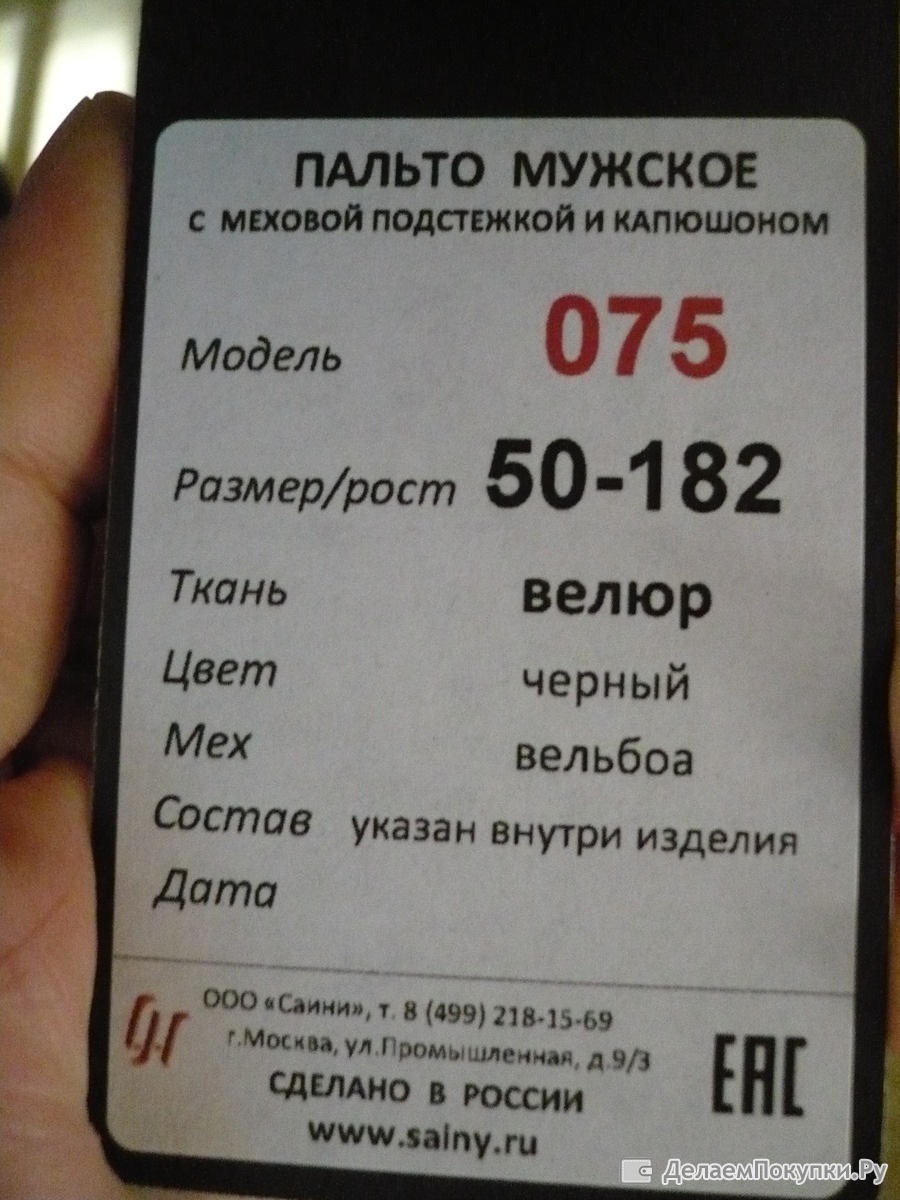 ПАЛЬТО МУЖСКОЕ
С МЕХОВОЙ ПОДСТЕЖКОЙ И КАПЮШОНОМ
Модель 075
Размер/рост 50-182
Ткань велюр
Цвет черный
Мех вельбоа
Состав указан внутри изделия
Дата
ООО «Саини», т. 8 (499) 218-15-69
г.Москва, ул.Промышленная, д.9/3
СДЕЛАНО В РОССИИ
www.sainy.ru
EAC
ДелаемПокупки.Ру